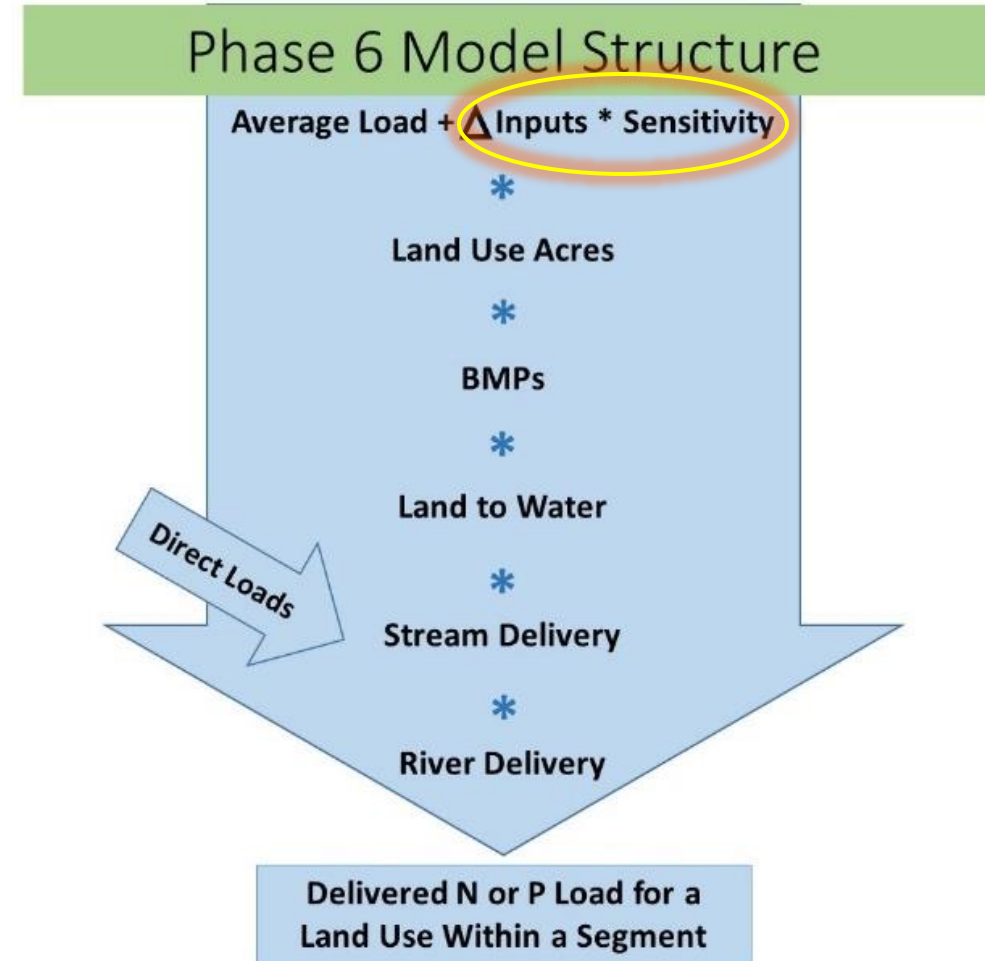 Phase 6 Model Structure
Average Load + Δ Inputs * Sensitivity
*
Land Use Acres
*
BMPs
*
Land to Water
*
Direct Loads
Stream Delivery
*
River Delivery
Delivered N or P Load for a
Land Use Within a Segment